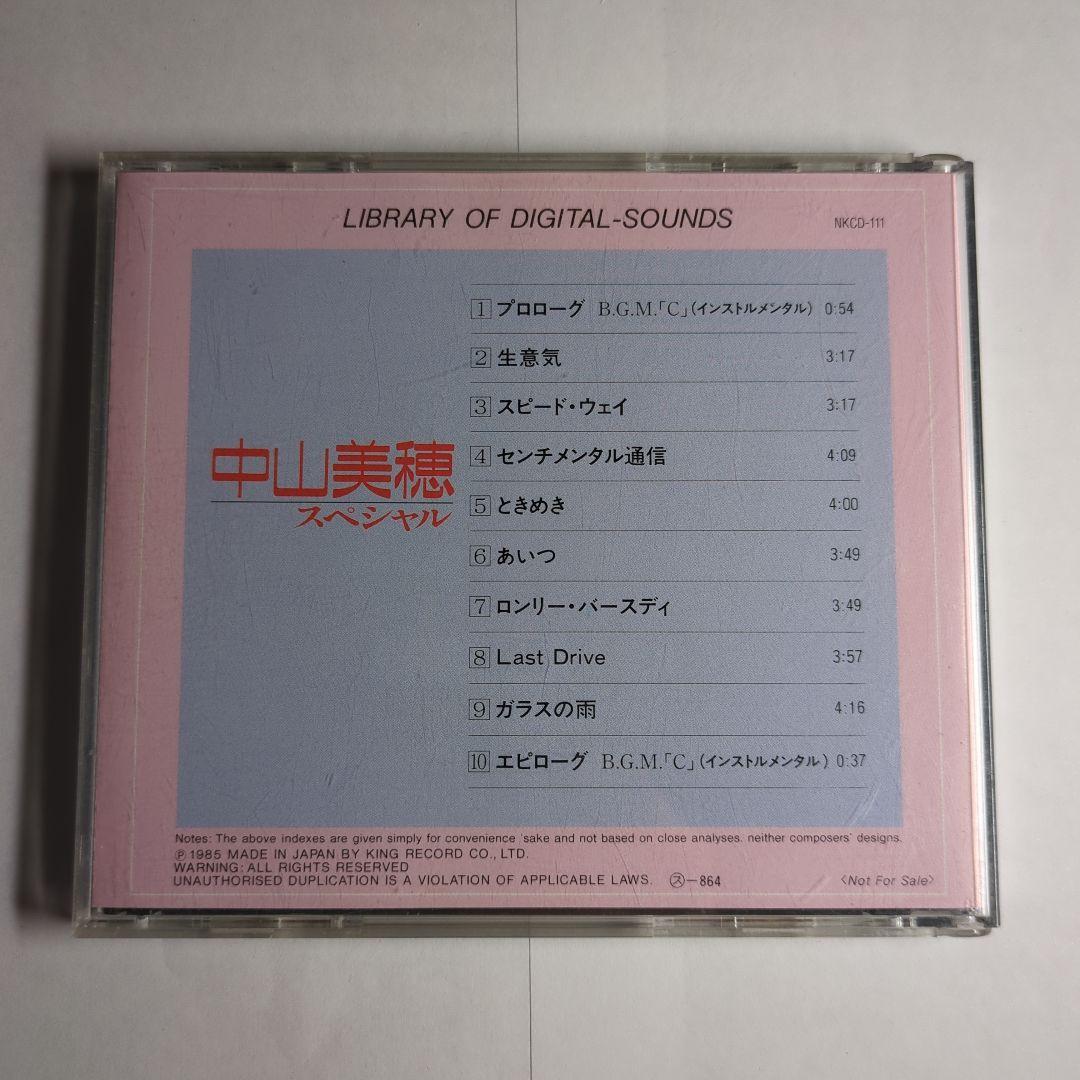 LIBRARY OF DIGITAL-SOUNDS
NKCD-111
中山美穂
スペシャル
1 プロローグ B.G.M.「C」(インストルメンタル) 0:54
2 生意気 3:17
3 スピード・ウェイ 3:17
4 センチメンタル通信 4:09
5 ときめき 4:00
6 あいつ 3:49
7 ロンリー・バースディ 3:49
8 Last Drive 3:57
9 ガラスの雨 4:16
10 エピローグ B.G.M.「C」(インストルメンタル) 0:37
Notes: The above indexes are given simply for convenience 'sake and not based on close analyses. neither composers' designs.
Ⓟ1985 MADE IN JAPAN BY KING RECORD CO., LTD.
WARNING: ALL RIGHTS RESERVED
UNAUTHORISED DUPLICATION IS A VIOLATION OF APPLICABLE LAWS. ㋜-864
〈Not For Sale〉